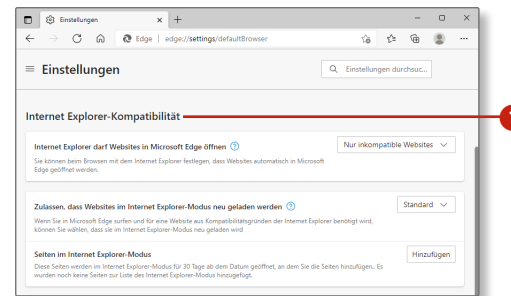 Einstellungen
Edge | edge://settings/defaultBrowser
Einstellungen
Einstellungen durchsuc...
Internet Explorer-Kompatibilität
Internet Explorer darf Websites in Microsoft Edge öffnen
Nur inkompatible Websites
Sie können beim Browsen mit dem Internet Explorer festlegen, dass Websites automatisch in Microsoft
Edge geöffnet werden.
Zulassen, dass Websites im Internet Explorer-Modus neu geladen werden
Standard
Wenn Sie in Microsoft Edge surfen und für eine Website aus Kompatibilitätsgründen der Internet Explorer benötigt wird,
können Sie wählen, dass sie im Internet Explorer-Modus neu geladen wird
Seiten im Internet Explorer-Modus
Hinzufügen
Diese Seiten werden im Internet Explorer-Modus für 30 Tage ab dem Datum geöffnet, an dem Sie die Seiten hinzufügen.. Es
wurden noch keine Seiten zur Liste des Internet Explorer-Modus hinzugefügt.